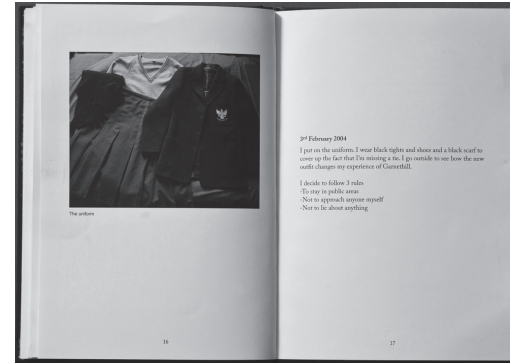 The uniform
16
3rd February 2004
I put on the uniform. I wear black tights and shoes and a black scarf to
cover up the fact that I'm missing a tie. I go outside to see how the new
outfit changes my experience of Garnethill.
I decide to follow 3 rules
-To stay in public areas
-Not to approach anyone myself
-Not to lie about anything
17